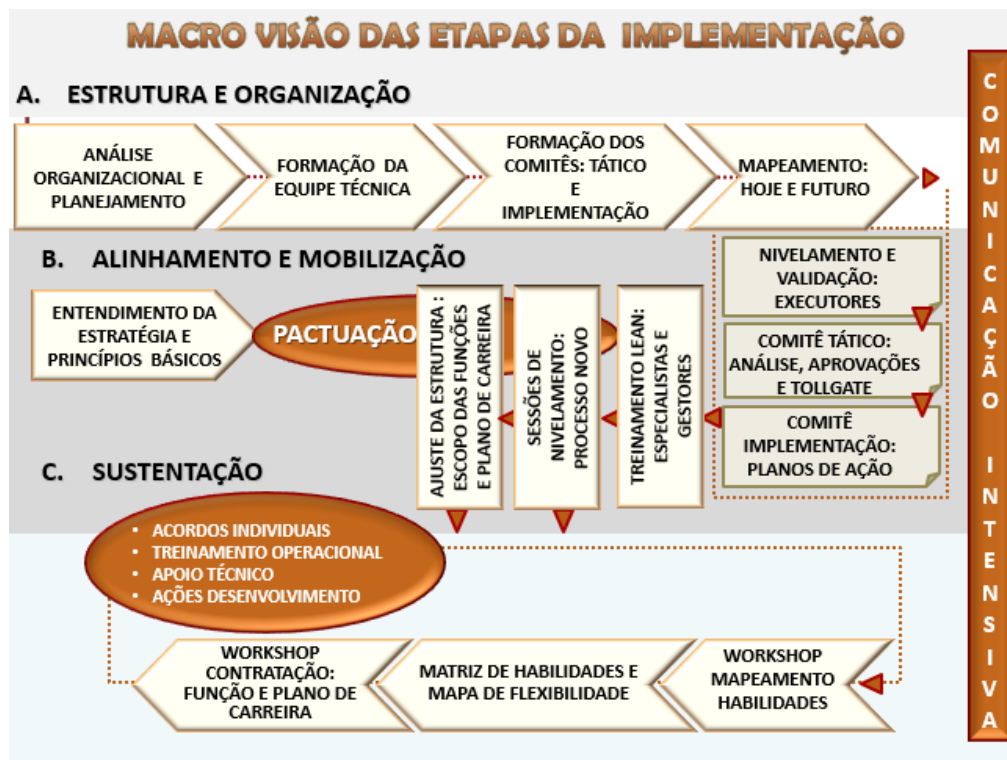 MACRO VISÃO DAS ETAPAS DA IMPLEMENTAÇÃO
A. ESTRUTURA E ORGANIZAÇÃO
ANÁLISE
ORGANIZACIONAL E
PLANEJAMENTO
FORMAÇÃO DA
EQUIPE TÉCNICA
FORMAÇÃO DOS
COMITÊS: TÁTICO
E
IMPLEMENTAÇÃO
MAPEAMENTO:
HOJE E FUTURO
B. ALINHAMENTO E MOBILIZAÇÃO
ENTENDIMENTO DA
ESTRATÉGIA E
PRINCÍPIOS BÁSICOS
PACTUAÇÃO
AJUSTE DA ESTRUTURA :
ESCOPO DAS FUNÇÕES
E PLANO DE CARREIRA
SESSÕES DE
NIVELAMENTO:
PROCESSO NOVO
TREINAMENTO LEAN:
ESPECIALISTAS E
GESTORES
NIVELAMENTO E
VALIDAÇÃO:
EXECUTORES
COMITÊ TÁTICO:
ANÁLISE, APROVAÇÕES
E TOLLGATE
COMITÊ
IMPLEMENTAÇÃO:
PLANOS DE AÇÃO
C. SUSTENTAÇÃO
• ACORDOS INDIVIDUAIS
• TREINAMENTO OPERACIONAL
• APOIO TÉCNICO
• AÇÕES DESENVOLVIMENTO
WORKSHOP
CONTRATAÇÃO:
FUNÇÃO E PLANO DE
CARREIRA
MATRIZ DE HABILIDADES E
MAPA DE FLEXIBILIDADE
WORKSHOP
MAPEAMENTO
HABILIDADES
COMUNICAÇÃO INTENSIVA